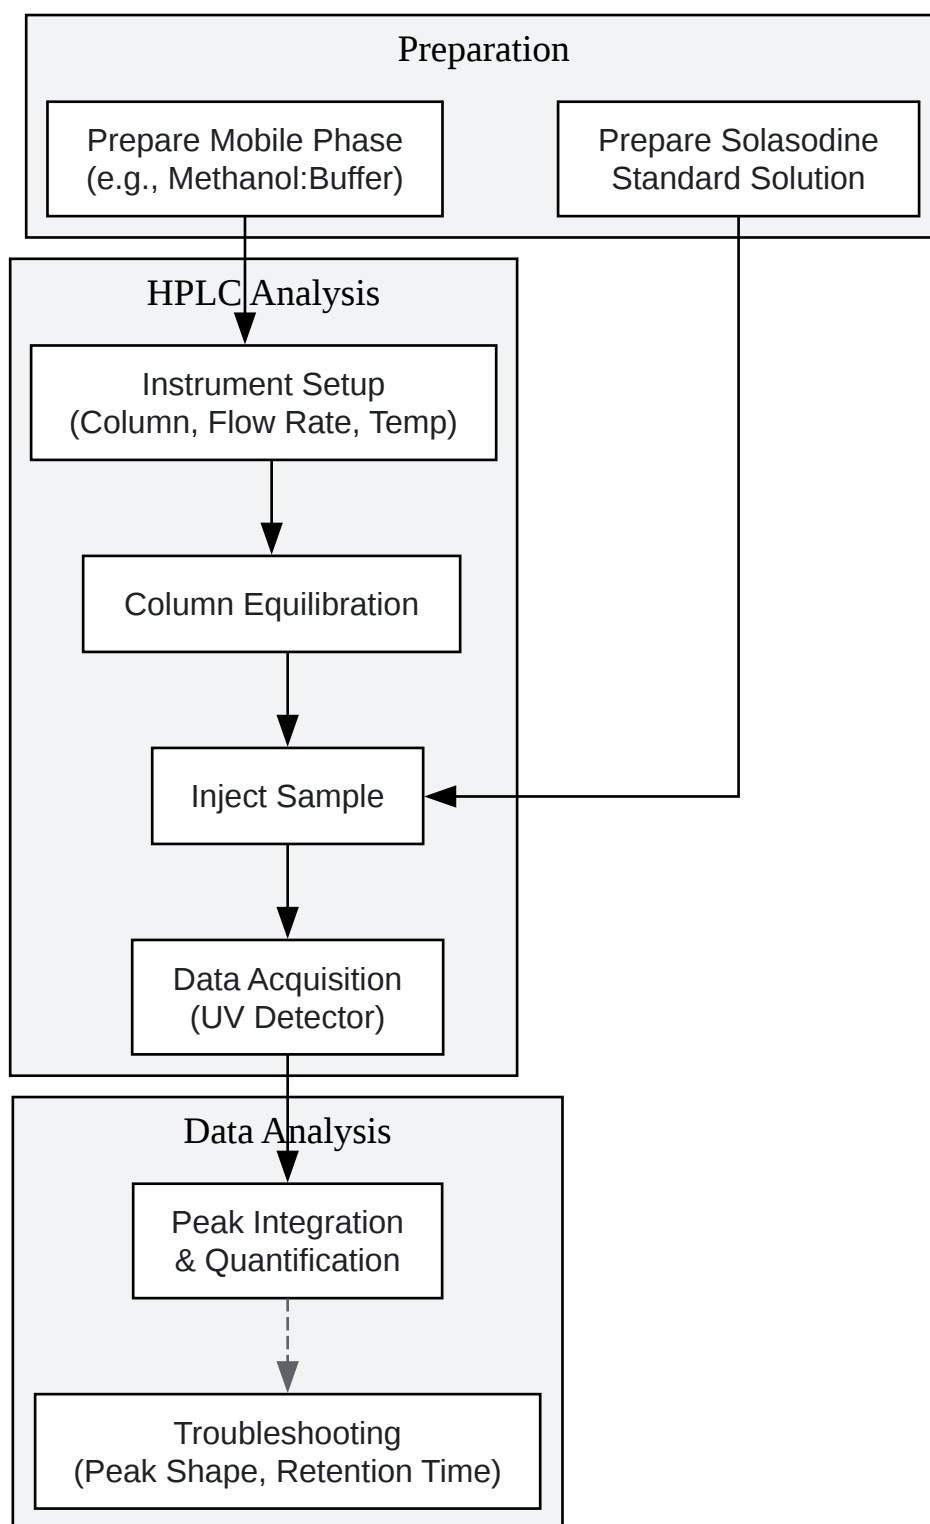 Preparation
Prepare Mobile Phase
(e.g., Methanol:Buffer)
Prepare Solasodine
Standard Solution
HPLC Analysis
Instrument Setup
(Column, Flow Rate, Temp)
Column Equilibration
Inject Sample
Data Acquisition
(UV Detector)
Data Analysis
Peak Integration
& Quantification
Troubleshooting
(Peak Shape, Retention Time)